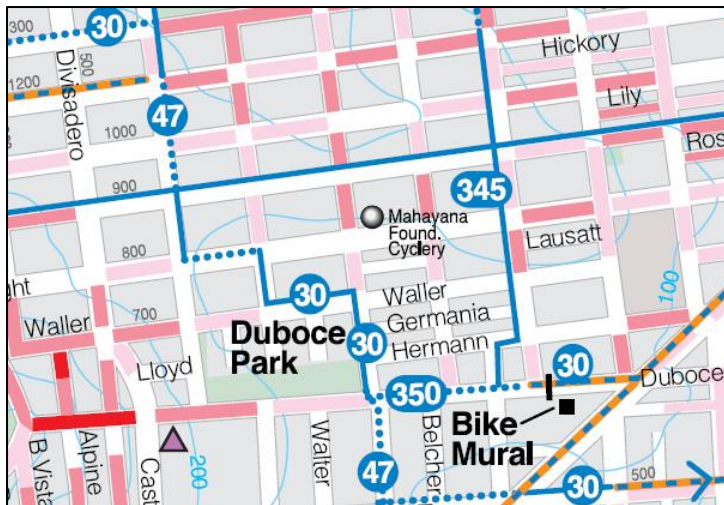 300
30
Divisadero
500
1200
47
1000
900
800
700
Hickory
Lily
Ros
345
Mahayana
Found.
Cyclery
Lausatt
100
ght
Waller
Lloyd
30
Waller
Germania
Hermann
Duboce
Park
30
350
30
Duboce
Bike
Mural
B Vista
Alpine
Cast
200
Walter
Belcher
47
30
500